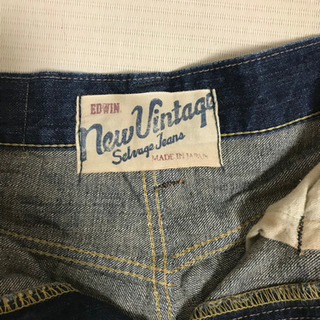 EDWIN
New Vintage
Selvage Jeans
MADE IN JAPAN